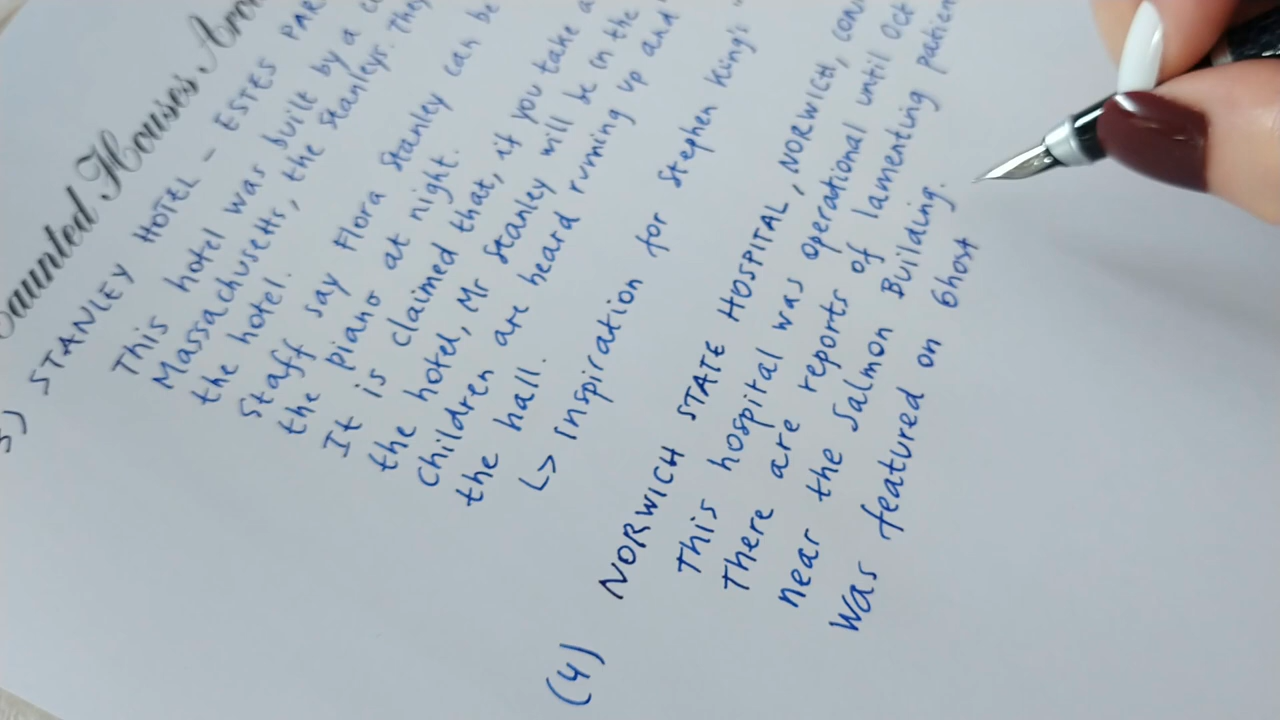 Haunted Houses Aro
3) STANLEY HOTEL - ESTES PAR
This hotel was built by a c
Massachusetts, the Stanleys. They
the hotel.
Staff say Flora Stanley can be
the piano at night.
It is claimed that, if you take a
the hotel, Mr Stanley will be in the
Children are heard running up and
the hall.
↳ Inspiration for Stephen King's "
(4) NORWICH STATE HOSPITAL, NORWICH, con
This hospital was operational until Oct
There are reports of lamenting patien
near the Salmon Building.
Was featured on Ghost